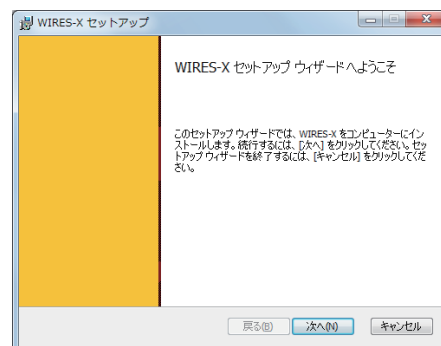 WIRES-X セットアップ
WIRES-X セットアップ ウィザードへようこそ
このセットアップ ウィザードでは、WIRES-X をコンピューターにイン
ストールします。続行するには、[次へ] をクリックしてください。セッ
トアップ ウィザードを終了するには、[キャンセル] をクリックしてくだ
さい。
戻る(B) 次へ(N) キャンセル